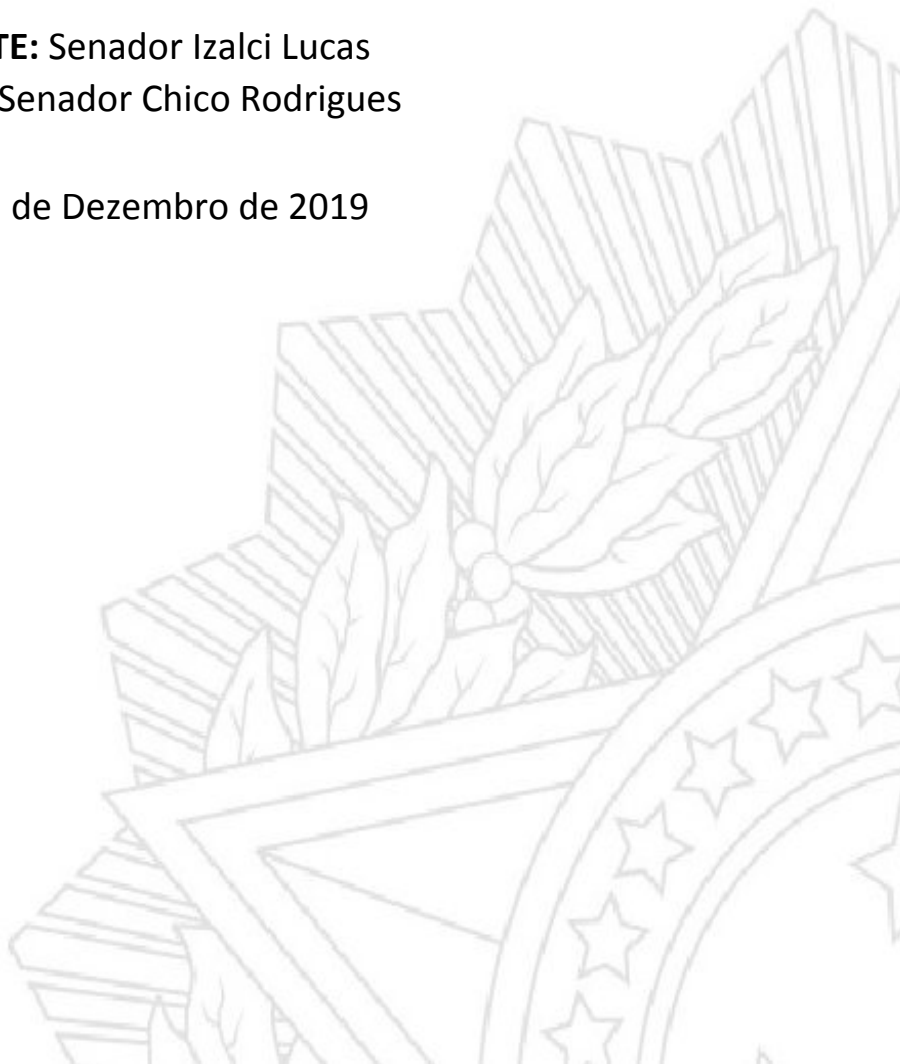 TE: Senador Izalci Lucas
Senador Chico Rodrigues
de Dezembro de 2019